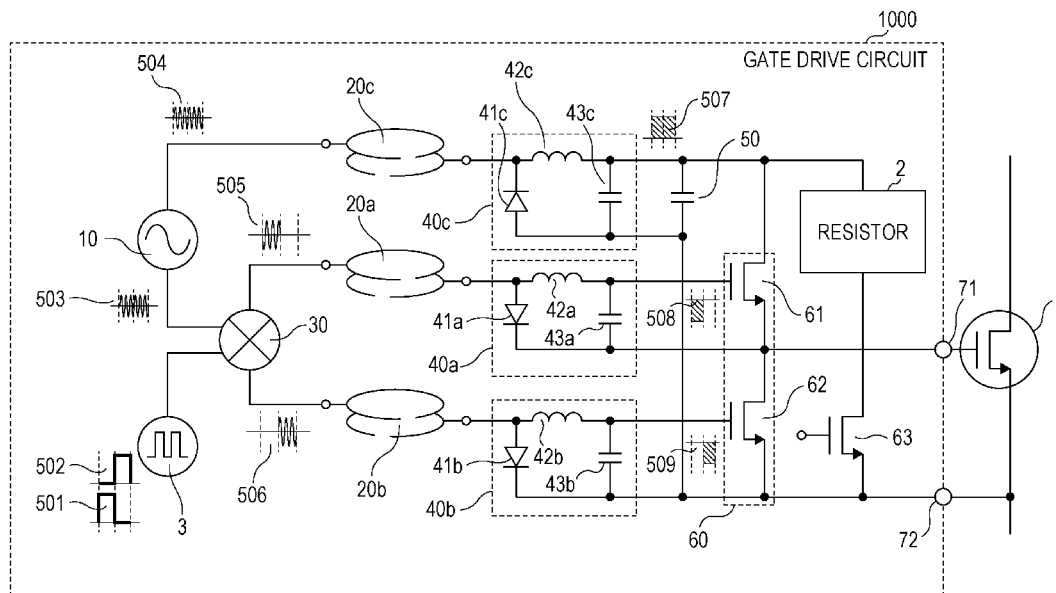 1000
GATE DRIVE CIRCUIT
504
42c
20c
41c
43c
507
50
2
505
40c
RESISTOR
10
20a
503
42a
508
61
30
41a
43a
71
40a
62
502
42b
63
501
41b
509
506
20b
43b
3
40b
60
72